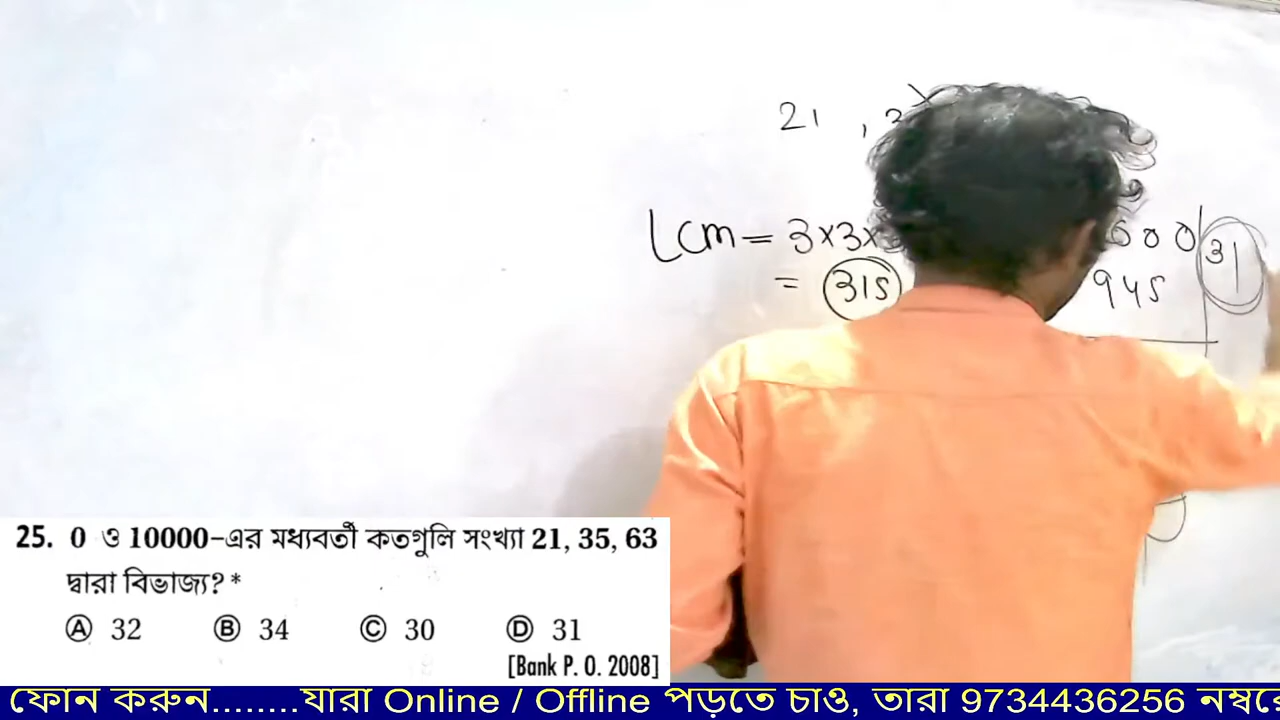 21 , 3
LCM = 3×3×
= 315
00 31
945
25. 0 ও 10000-এর মধ্যবর্তী কতগুলি সংখ্যা 21, 35, 63
দ্বারা বিভাজ্য? *
Ⓐ 32 Ⓑ 34 Ⓒ 30 Ⓓ 31
[Bank P. O. 2008]
ফোন করুন........যারা Online / Offline পড়তে চাও, তারা 9734436256 নম্বরে